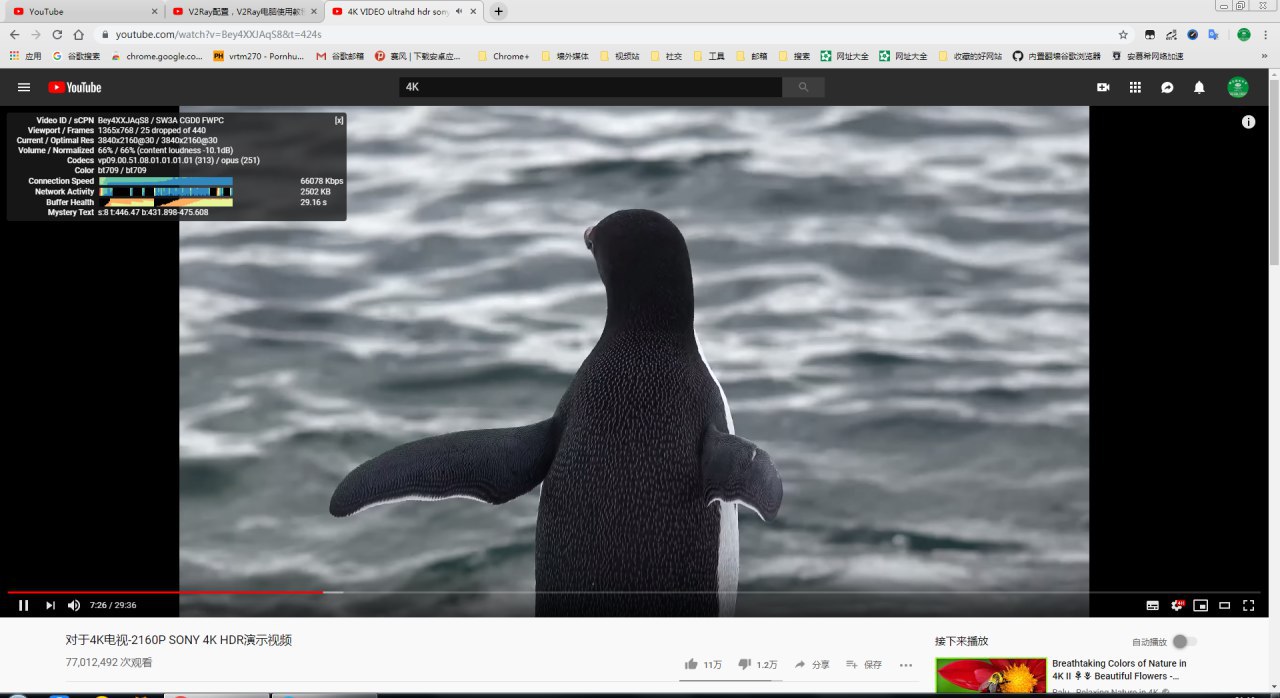 YouTube
V2Ray配置，V2Ray电脑使用教
4K VIDEO ultrahd hdr sony
youtube.com/watch?v=Bey4XXJAqS8&t=424s
应用
谷歌搜索
chrome.google.co...
vrtm270 - Pornhu...
谷歌邮箱
赛风 | 下载安卓应...
Chrome+
墙外媒体
视频站
社交
工具
邮箱
搜索
网址大全
网址大全
收藏的好网站
内置翻墙谷歌浏览器
安易希网络加速
»
YouTube
4K
Video ID / sCPN Bey4XXJAqS8 / SW3A CGD0 FWPC [x]
Viewport / Frames 1365x768 / 25 dropped of 440
Current / Optimal Res 3840x2160@30 / 3840x2160@30
Volume / Normalized 66% / 66% (content loudness -10.1dB)
Codecs vp09.00.51.08.01.01.01.01 (313) / opus (251)
Color bt709 / bt709
Connection Speed 66078 Kbps
Network Activity 2502 KB
Buffer Health 29.16 s
Mystery Text s:8 t:446.47 b:431.898-475.608
7:26 / 29:36
对于4K电视-2160P SONY 4K HDR演示视频
77,012,492 次观看
11万
1.2万
分享
保存
接下来播放
自动播放
Breathtaking Colors of Nature in
4K II 🌷🌷 Beautiful Flowers -...